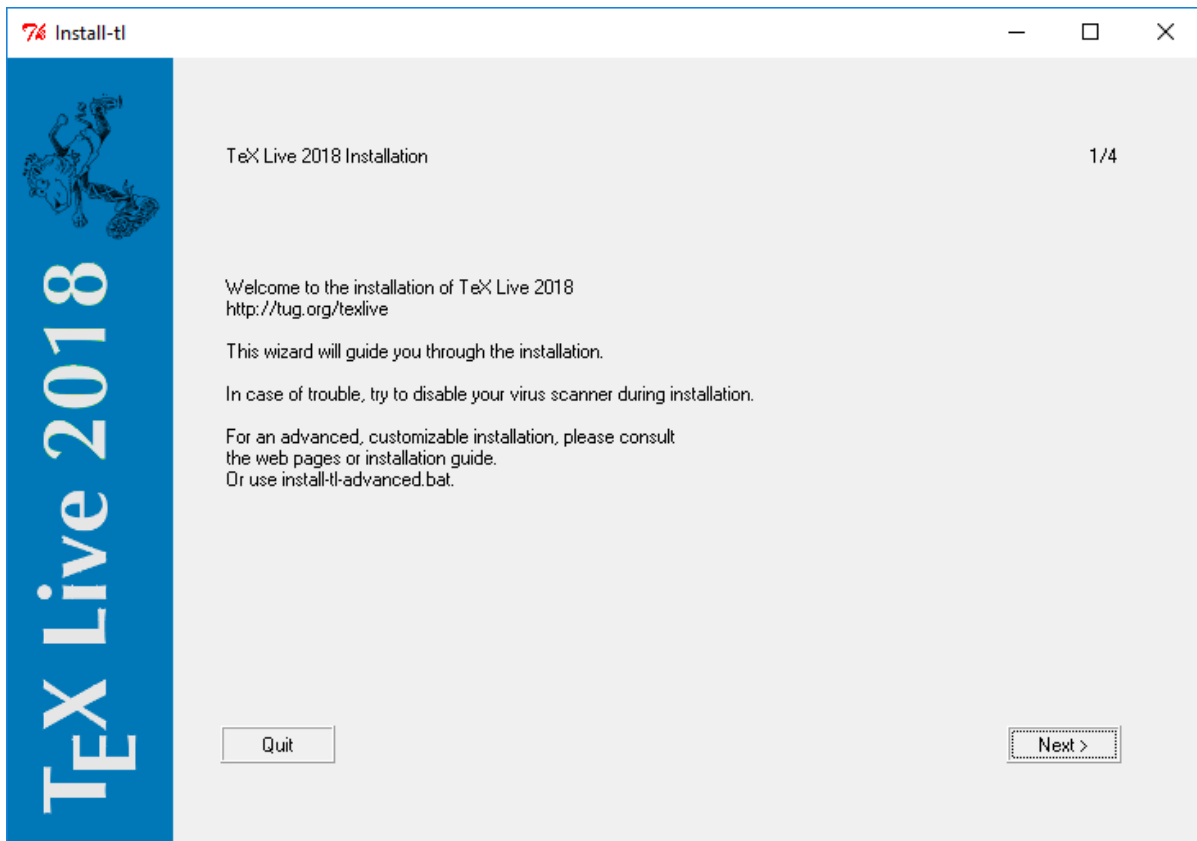 Install-tl
TeX Live 2018
TeX Live 2018 Installation 1/4
Welcome to the installation of TeX Live 2018
http://tug.org/texlive
This wizard will guide you through the installation.
In case of trouble, try to disable your virus scanner during installation.
For an advanced, customizable installation, please consult
the web pages or installation guide.
Or use install-tl-advanced.bat.
Quit Next >